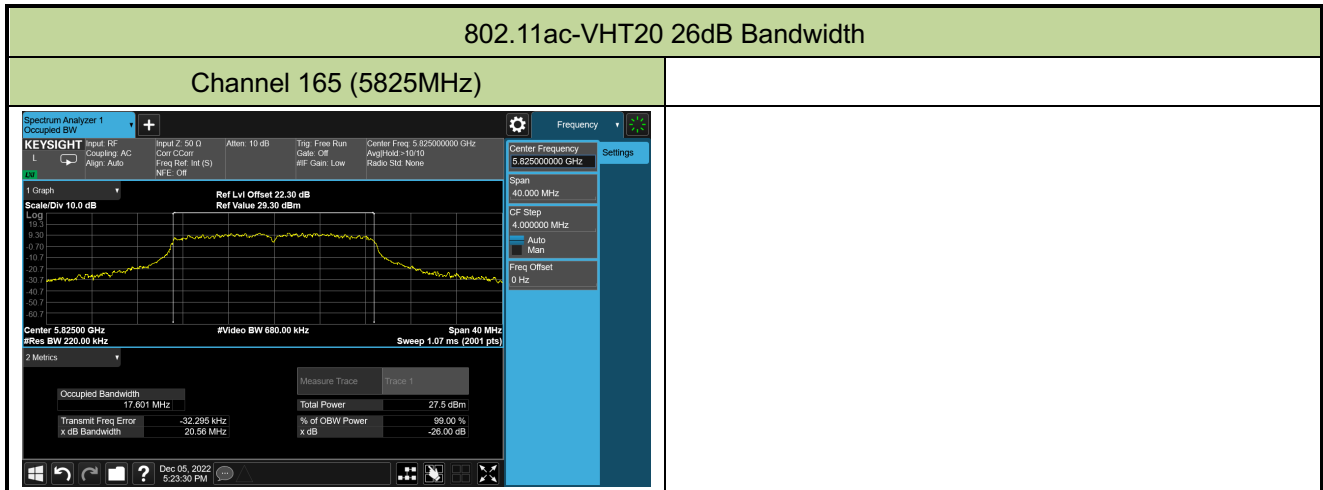 802.11ac-VHT20 26dB Bandwidth
Channel 165 (5825MHz)
Spectrum Analyzer 1
Occupied BW
+
Frequency
KEYSIGHT
L
LXI
Input: RF
Coupling: AC
Align: Auto
Input Z: 50 Ω
Corr CCorr
Freq Ref: Int (S)
NFE: Off
Atten: 10 dB
Trig: Free Run
Gate: Off
#IF Gain: Low
Center Freq: 5.825000000 GHz
Avg|Hold:>10/10
Radio Std: None
Center Frequency
5.825000000 GHz
Settings
Span
40.000 MHz
CF Step
4.000000 MHz
Auto
Man
Freq Offset
0 Hz
1 Graph
Scale/Div 10.0 dB
Ref Lvl Offset 22.30 dB
Ref Value 29.30 dBm
Log
19.3
9.30
-0.70
-10.7
-20.7
-30.7
-40.7
-50.7
-60.7
Center 5.82500 GHz
#Video BW 680.00 kHz
Span 40 MHz
#Res BW 220.00 kHz
Sweep 1.07 ms (2001 pts)
2 Metrics
Measure Trace
Trace 1
Occupied Bandwidth
17.601 MHz
Total Power
27.5 dBm
Transmit Freq Error
-32.295 kHz
% of OBW Power
99.00 %
x dB Bandwidth
20.56 MHz
x dB
-26.00 dB
?
Dec 05, 2022
5:23:30 PM